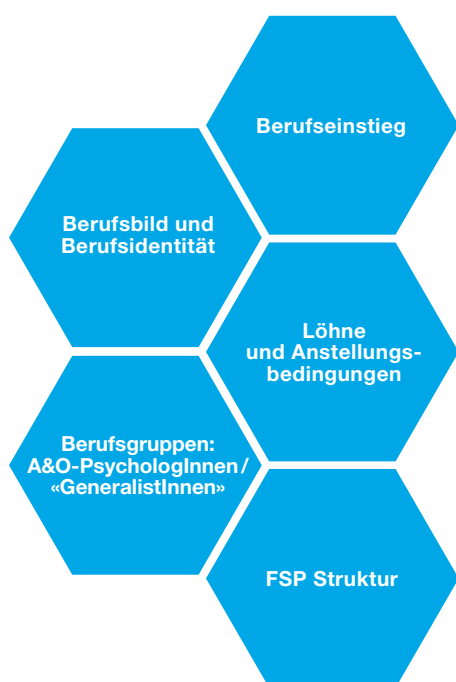 Berufseinstieg
Berufsbild und
Berufsidentität
Löhne
und Anstellungs-
bedingungen
Berufsgruppen:
A&O-PsychologInnen/
«GeneralistInnen»
FSP Struktur